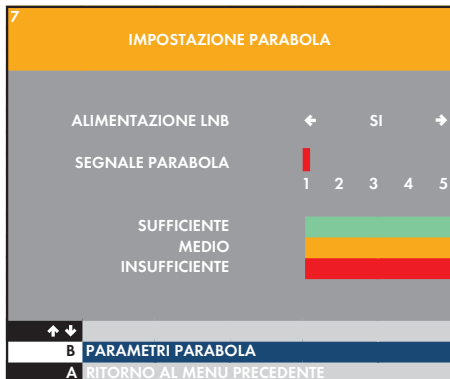 7
IMPOSTAZIONE PARABOLA
ALIMENTAZIONE LNB ← SI →
SEGNALE PARABOLA
1 2 3 4 5
SUFFICIENTE
MEDIO
INSUFFICIENTE
↑ ↓
B PARAMETRI PARABOLA
A RITORNO AL MENU PRECEDENTE